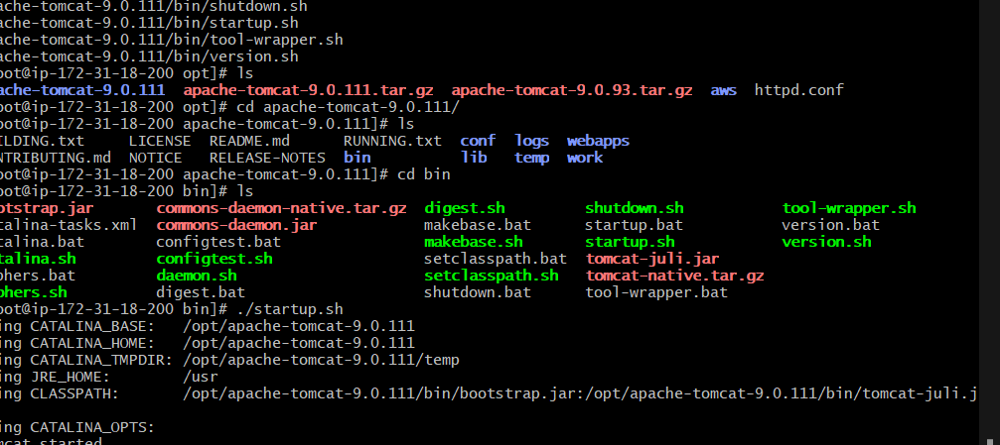 ache-tomcat-9.0.111/bin/shutdown.sh
ache-tomcat-9.0.111/bin/startup.sh
ache-tomcat-9.0.111/bin/tool-wrapper.sh
ache-tomcat-9.0.111/bin/version.sh
oot@ip-172-31-18-200 opt]# ls
ache-tomcat-9.0.111  apache-tomcat-9.0.111.tar.gz  apache-tomcat-9.0.93.tar.gz  aws  httpd.conf
oot@ip-172-31-18-200 opt]# cd apache-tomcat-9.0.111/
oot@ip-172-31-18-200 apache-tomcat-9.0.111]# ls
ILDING.txt     LICENSE  README.md      RUNNING.txt  conf  logs  webapps
NTRIBUTING.md  NOTICE   RELEASE-NOTES  bin          lib   temp  work
oot@ip-172-31-18-200 apache-tomcat-9.0.111]# cd bin
oot@ip-172-31-18-200 bin]# ls
otstrap.jar       commons-daemon-native.tar.gz  digest.sh         shutdown.sh           tool-wrapper.sh
talina-tasks.xml  commons-daemon.jar            makebase.bat      startup.bat           version.bat
talina.bat        configtest.bat                makebase.sh       startup.sh            version.sh
talina.sh         configtest.sh                 setclasspath.bat  tomcat-juli.jar
phers.bat         daemon.sh                     setclasspath.sh   tomcat-native.tar.gz
phers.sh          digest.bat                    shutdown.bat      tool-wrapper.bat
oot@ip-172-31-18-200 bin]# ./startup.sh
ing CATALINA_BASE:   /opt/apache-tomcat-9.0.111
ing CATALINA_HOME:   /opt/apache-tomcat-9.0.111
ing CATALINA_TMPDIR: /opt/apache-tomcat-9.0.111/temp
ing JRE_HOME:        /usr
ing CLASSPATH:       /opt/apache-tomcat-9.0.111/bin/bootstrap.jar:/opt/apache-tomcat-9.0.111/bin/tomcat-juli.j
ing CATALINA_OPTS:
mcat started